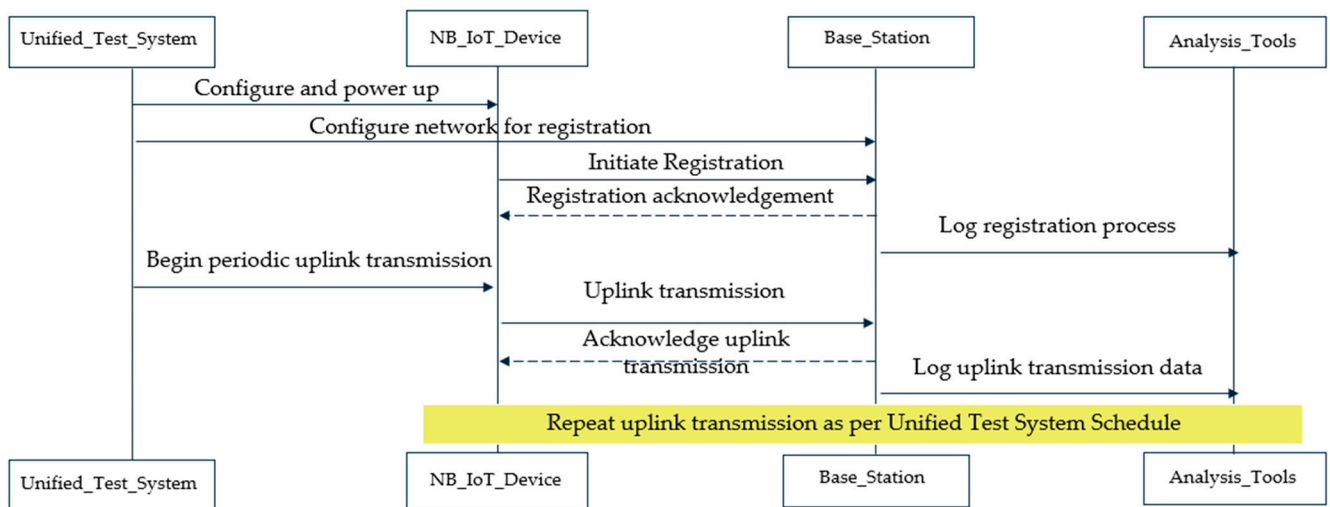 Unified_Test_System
NB_IoT_Device
Base_Station
Analysis_Tools
Configure and power up
Configure network for registration
Initiate Registration
Registration acknowledgement
Log registration process
Begin periodic uplink transmission
Uplink transmission
Acknowledge uplink
transmission
Log uplink transmission data
Repeat uplink transmission as per Unified Test System Schedule
Unified_Test_System
NB_IoT_Device
Base_Station
Analysis_Tools